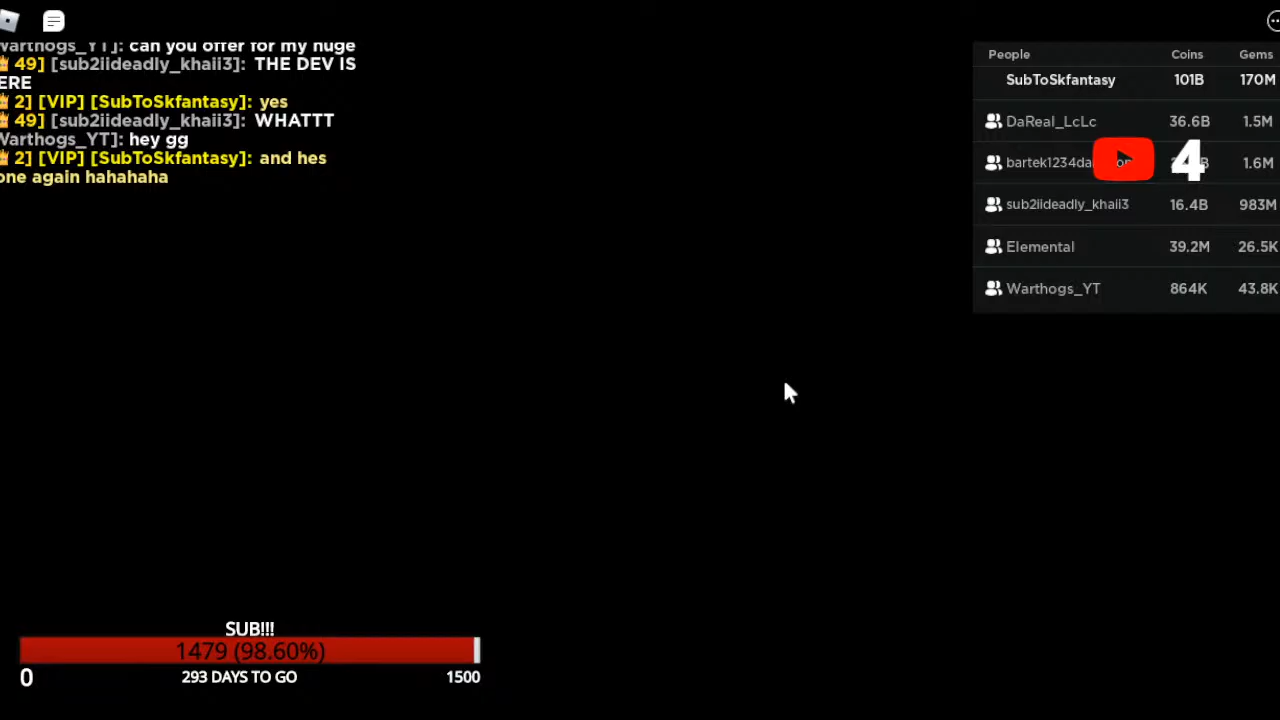 Warthogs_YT]: can you offer for my huge
49] [sub2iideadly_khaii3]: THE DEV IS
ERE
2] [VIP] [SubToSkfantasy]: yes
49] [sub2iideadly_khaii3]: WHATTT
Warthogs_YT]: hey gg
2] [VIP] [SubToSkfantasy]: and hes
one again hahahaha
People Coins Gems
SubToSkfantasy 101B 170M
DaReal_LcLc 36.6B 1.5M
4 1.6M
sub2iideadly_khaii3 16.4B 983M
Elemental 39.2M 26.5K
Warthogs_YT 864K 43.8K
SUB!!!
1479 (98.60%)
0 293 DAYS TO GO 1500